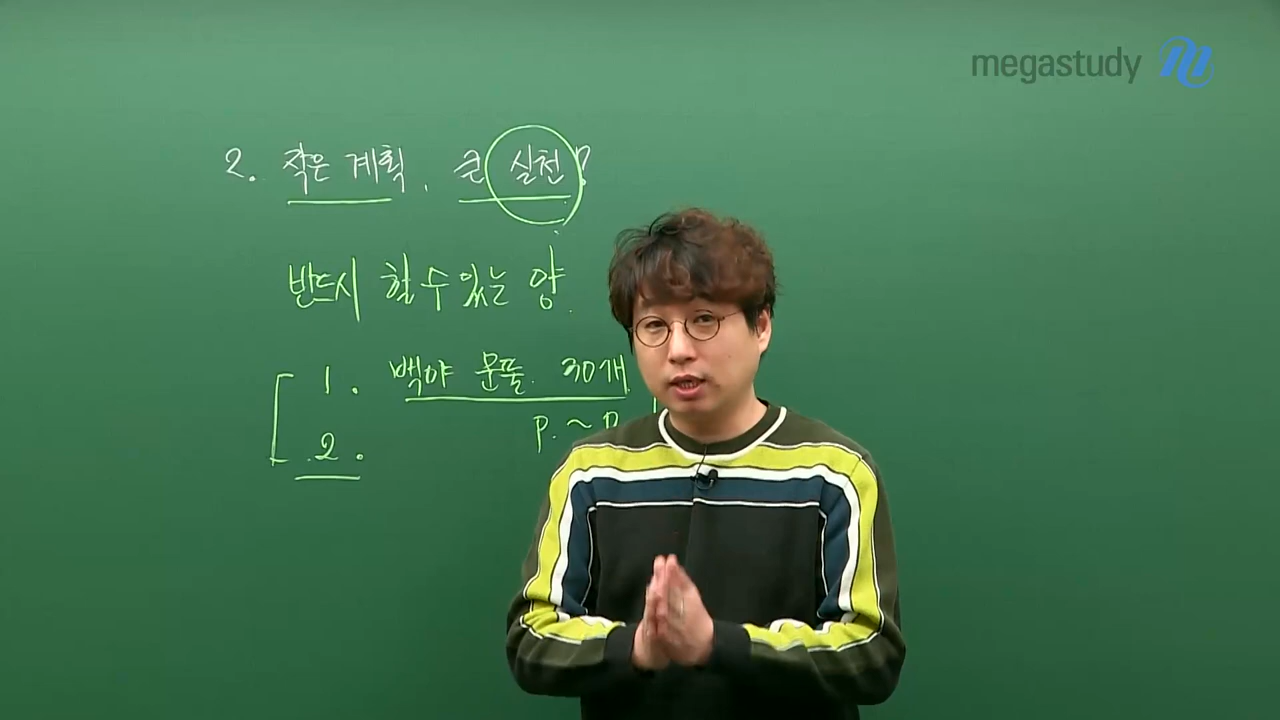 megastudy
2. 작은 계획, 큰 실천?
반드시 할 수 있는 양.
1. 백야 문풀. 30개
P. ~ P
2.